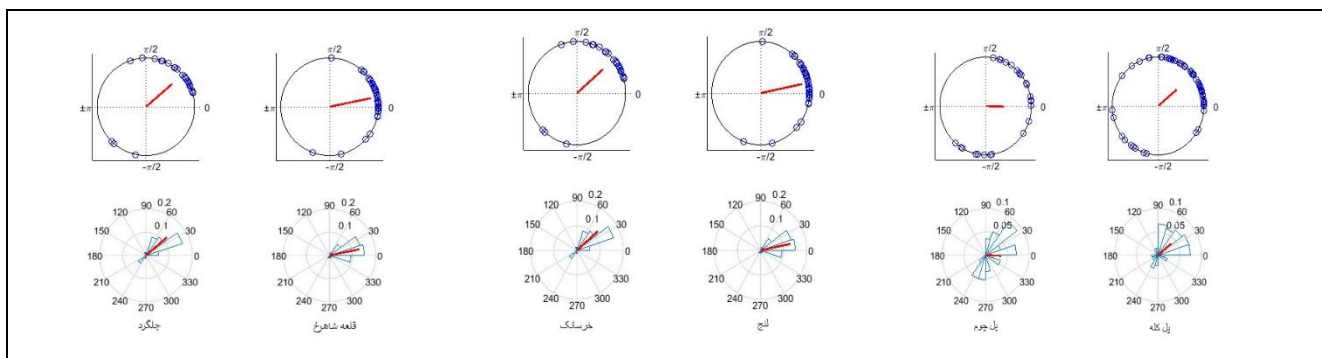 π/2 π/2 π/2 π/2 π/2 π/2
±π 0 ±π 0 ±π 0 ±π 0 ±π 0 ±π 0
-π/2 -π/2 -π/2 -π/2 -π/2 -π/2
90 0.2 90 0.2 90 0.2 90 0.2 90 0.1 90 0.1
120 60 120 60 120 60 120 60 120 60 120 60
0.1 0.1 0.1 0.1 0.05 0.05
150 30 150 30 150 30 150 30 150 30 150 30
180 0 180 0 180 0 180 0 180 0 180 0
210 330 210 330 210 330 210 330 210 330 210 330
240 300 240 300 240 300 240 300 240 300 240 300
270 270 270 270 270 270
چلگرد قلعه شاهرخ خرسانک لنج پل چوم پل کله